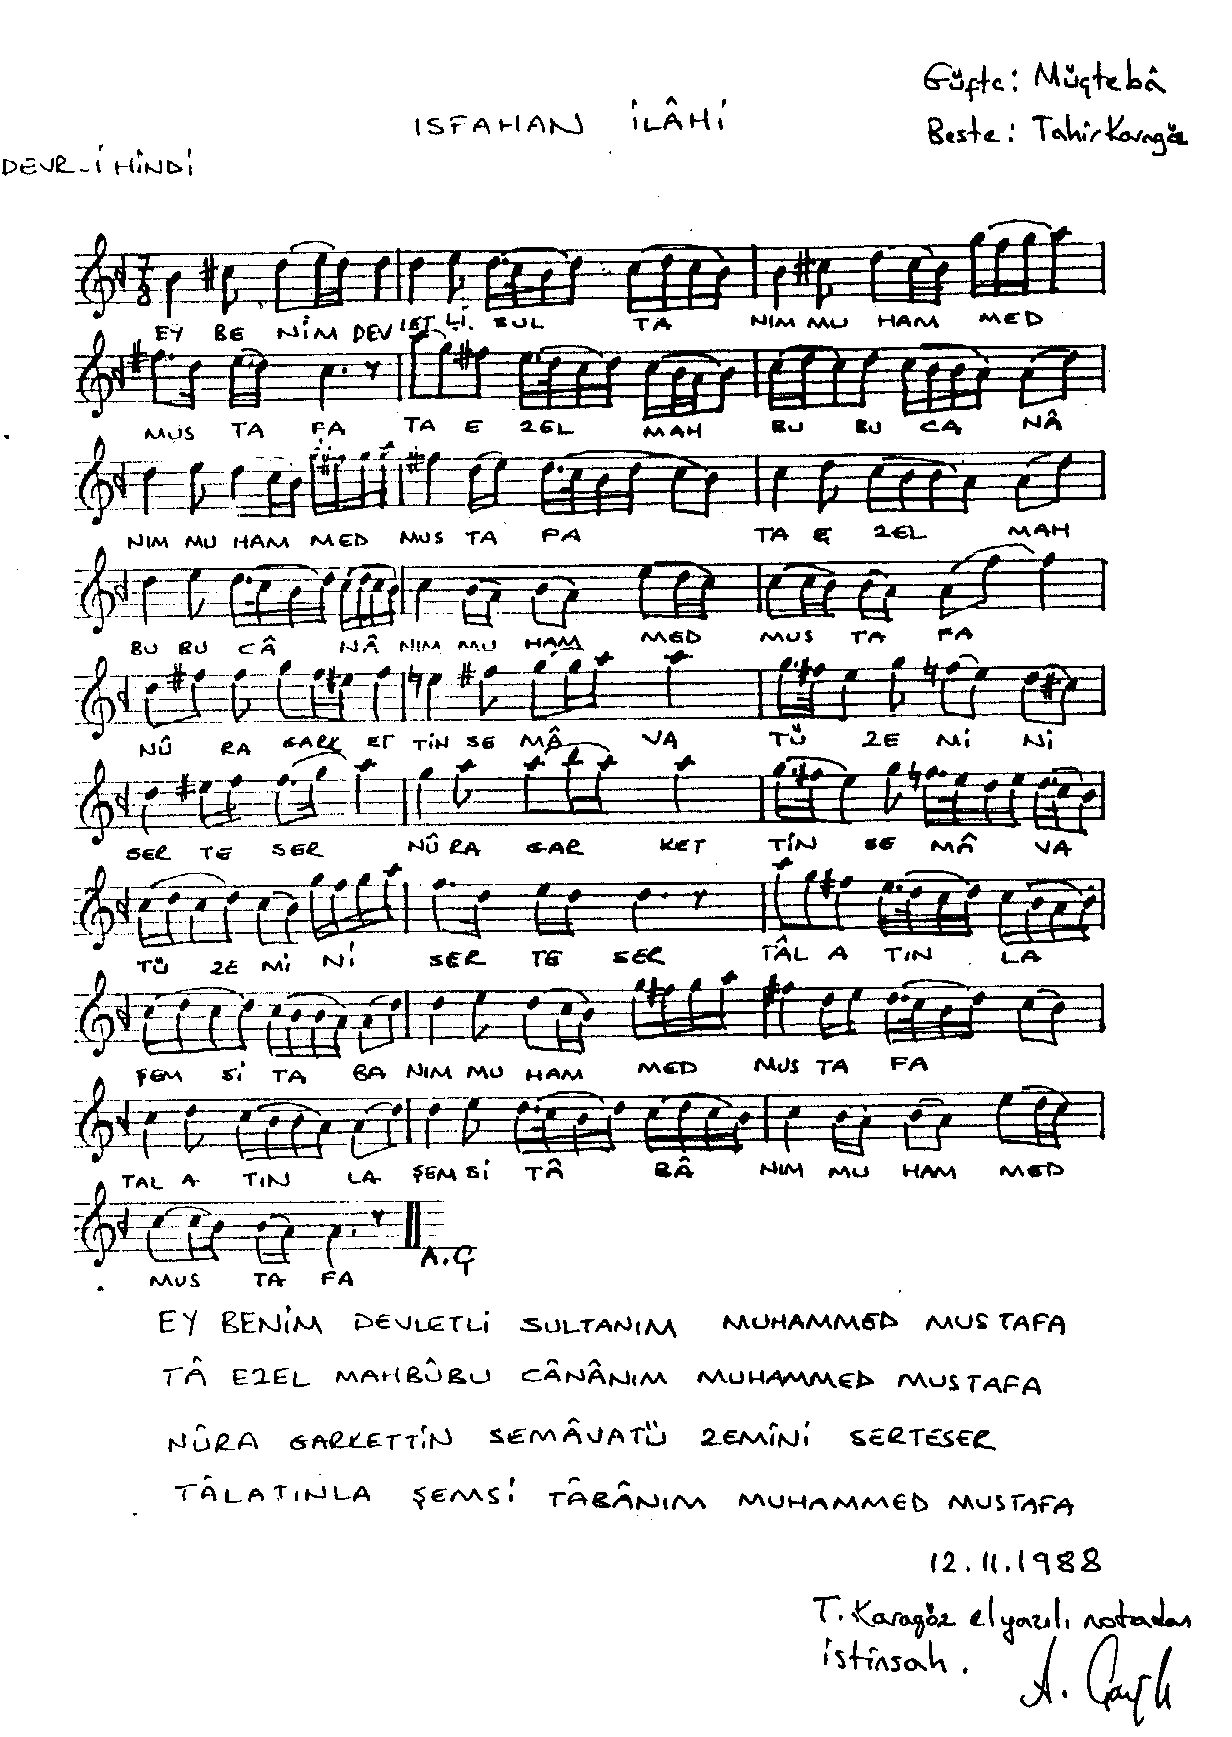 Güfte: Müçtebâ
ISFAHAN İLÂHİ
Beste: Tahir Karagöz
DEVR-İ HİNDİ
7 8
EY BE NİM DEV LET Lİ SUL TA NIM MU HAM MED
MUS TA FA TA E ZEL MAH BU BU CA NÂ
NIM MU HAM MED MUS TA FA TA E ZEL MAH
BU BU CÂ NÂ NIM MU HAM MED MUS TA FA
NÛ RA GARK ET TİN SE MÂ VA TÜ ZE Mİ Nİ
SER TE SER NÛ RA GAR KET TİN SE MÂ VA
TÜ ZE Mİ Nİ SER TE SER TÂL A TIN LA
ŞEM Sİ TA BA NIM MU HAM MED MUS TA FA
TAL A TIN LA ŞEM Sİ TÂ BÂ NIM MU HAM MED
MUS TA FA
A.Ç
EY BENİM DEVLETLİ SULTANIM MUHAMMED MUSTAFA
TÂ EZEL MAHBÛBU CÂNÂNIM MUHAMMED MUSTAFA
NÛRA GARKETTİN SEMÂVATÜ ZEMÎNİ SERTESER
TÂLATINLA ŞEMSİ TÂBÂNIM MUHAMMED MUSTAFA
12.11.1988
T. Karagöz elyazılı notadan
istinsah.
A.